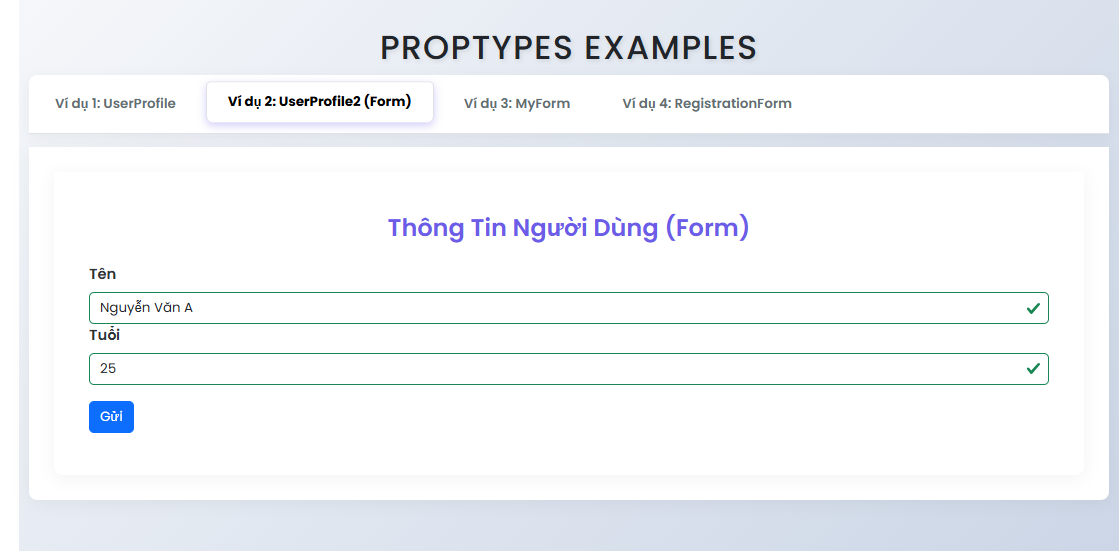 PROPTYPES EXAMPLES
Ví dụ 1: UserProfile Ví dụ 2: UserProfile2 (Form) Ví dụ 3: MyForm Ví dụ 4: RegistrationForm
Thông Tin Người Dùng (Form)
Tên
Nguyễn Văn A
Tuổi
25
Gửi